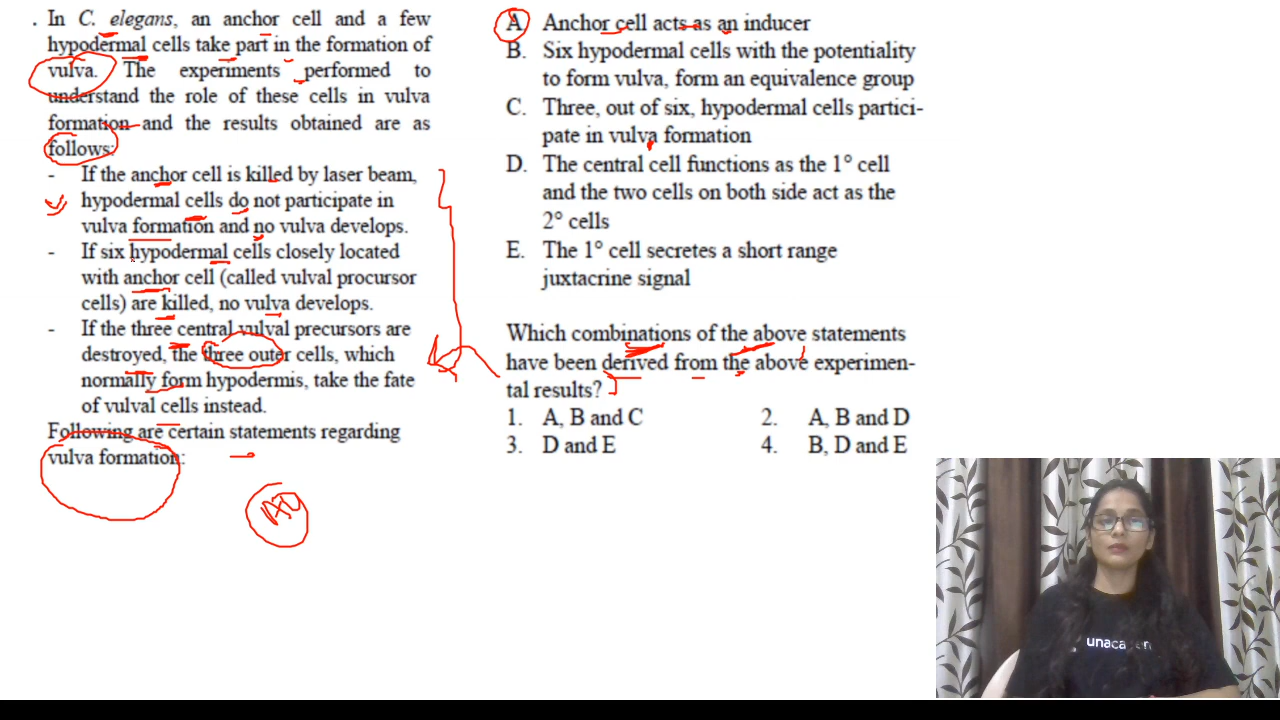 . In C. elegans, an anchor cell and a few
hypodermal cells take part in the formation of
vulva. The experiments performed to
understand the role of these cells in vulva
formation and the results obtained are as
follows:
- If the anchor cell is killed by laser beam,
hypodermal cells do not participate in
vulva formation and no vulva develops.
- If six hypodermal cells closely located
with anchor cell (called vulval procursor
cells) are killed, no vulva develops.
- If the three central vulval precursors are
destroyed, the three outer cells, which
normally form hypodermis, take the fate
of vulval cells instead.
Following are certain statements regarding
vulva formation:
A. Anchor cell acts as an inducer
B. Six hypodermal cells with the potentiality
to form vulva, form an equivalence group
C. Three, out of six, hypodermal cells partici-
pate in vulva formation
D. The central cell functions as the 1° cell
and the two cells on both side act as the
2° cells
E. The 1° cell secretes a short range
juxtacrine signal
Which combinations of the above statements
have been derived from the above experimen-
tal results?
1. A, B and C 2. A, B and D
3. D and E 4. B, D and E